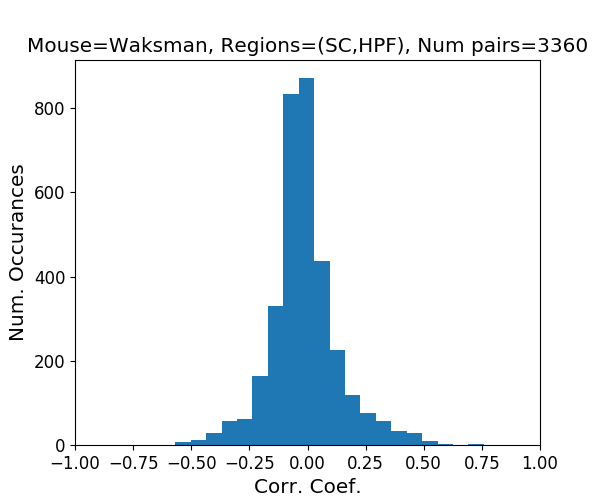 Mouse=Waksman, Regions=(SC,HPF), Num pairs=3360
Num. Occurances
800
600
400
200
0
−1.00 −0.75 −0.50 −0.25 0.00 0.25 0.50 0.75 1.00
Corr. Coef.